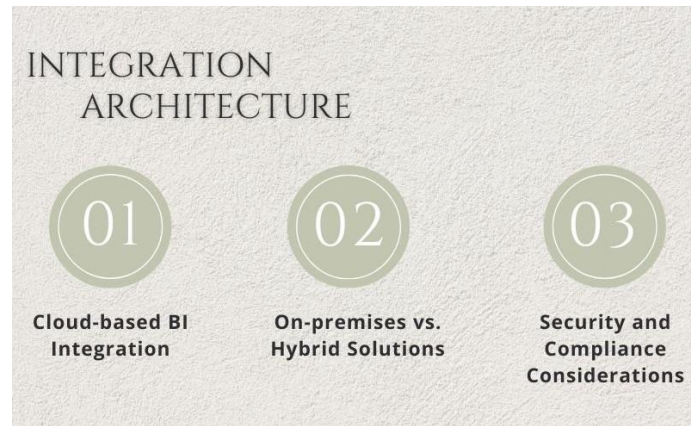 INTEGRATION
ARCHITECTURE
01
Cloud-based BI
Integration
02
On-premises vs.
Hybrid Solutions
03
Security and
Compliance
Considerations